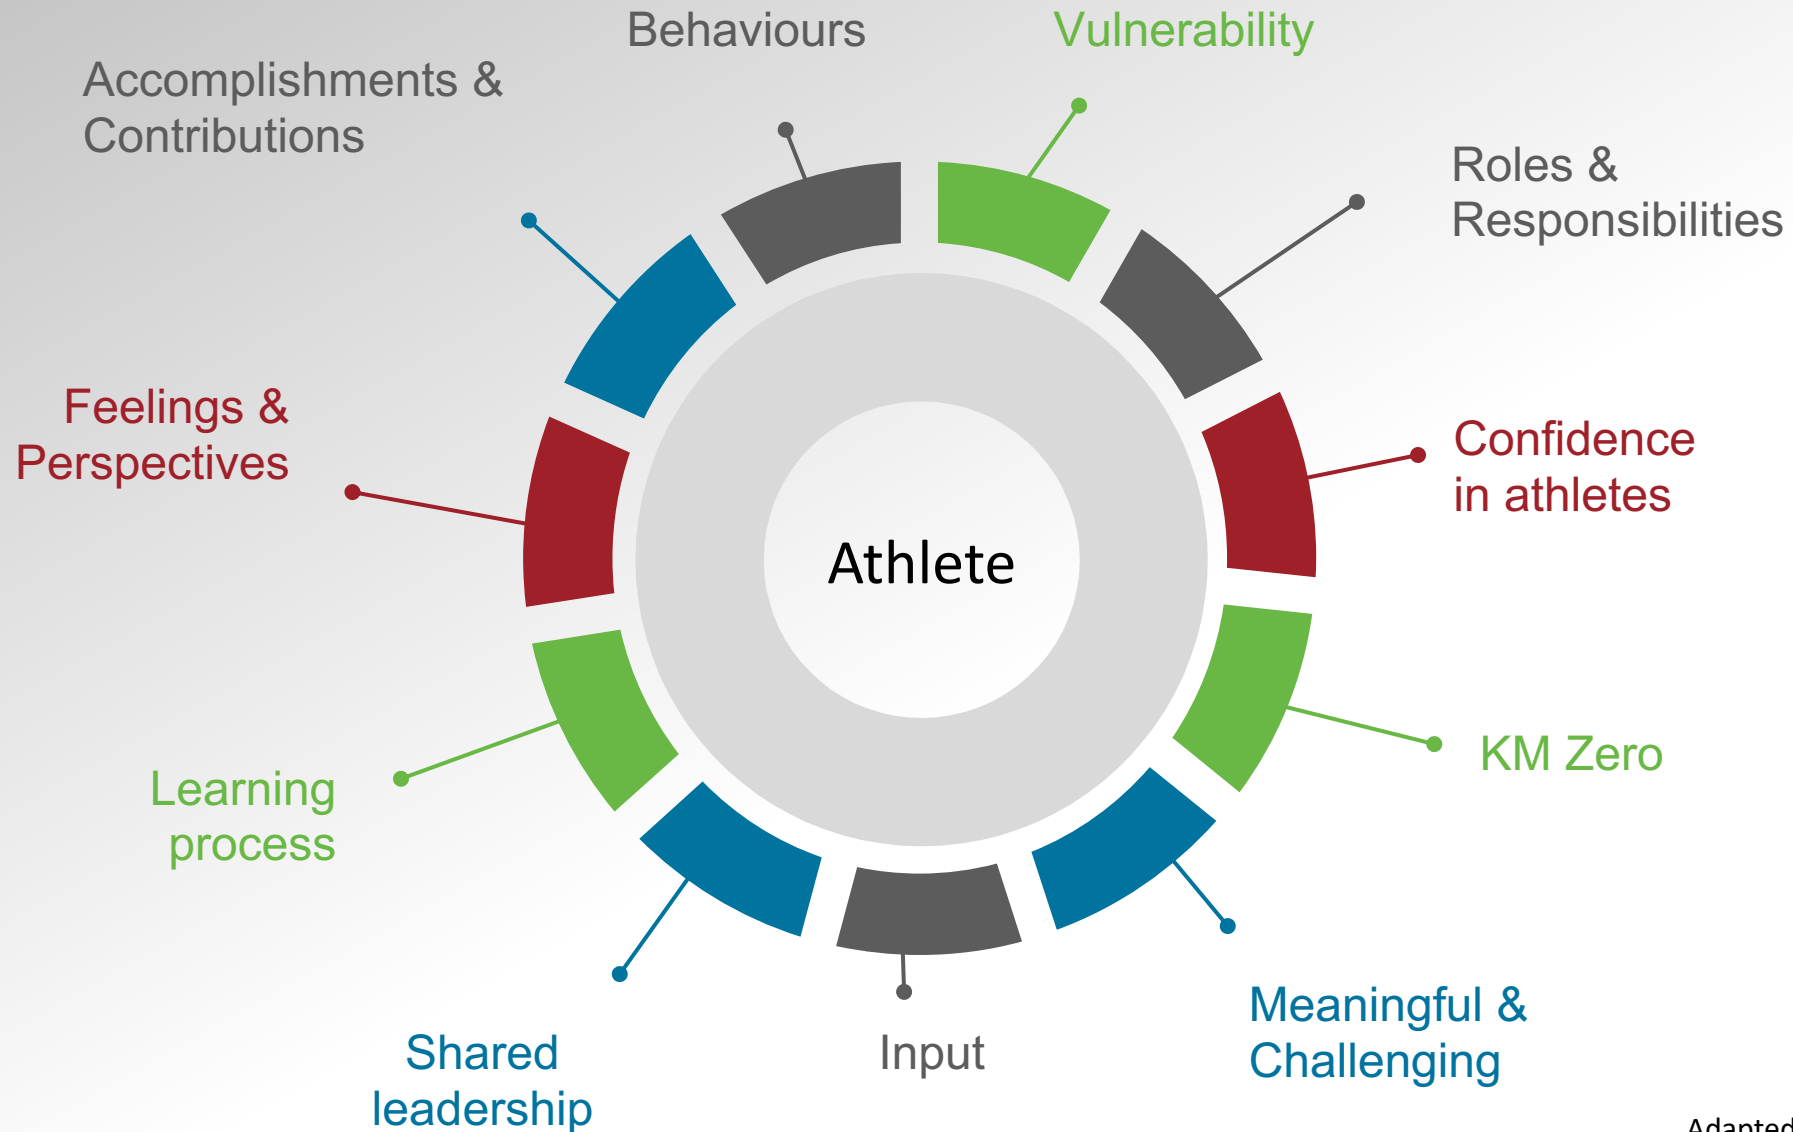 Behaviours
Vulnerability
Accomplishments &
Contributions
Roles &
Responsibilities
Feelings &
Perspectives
Confidence
in athletes
Athlete
KM Zero
Learning
process
Meaningful &
Challenging
Shared
leadership
Input
Adapted